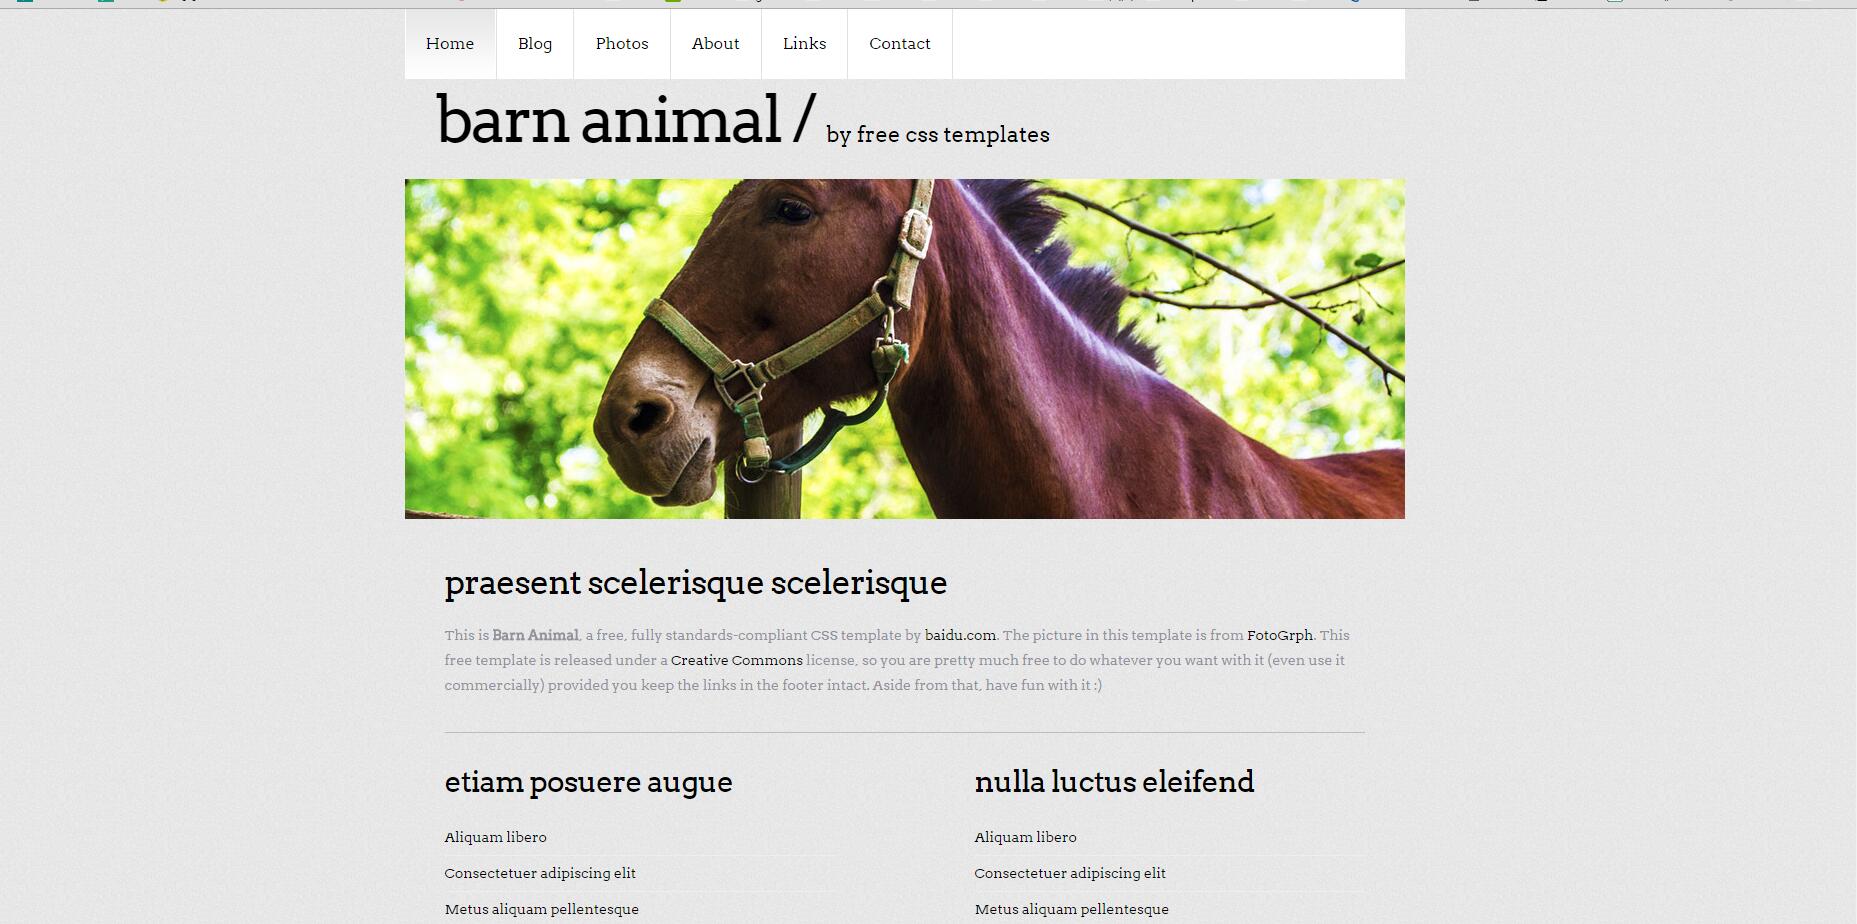 Home Blog Photos About Links Contact
barn animal / by free css templates
praesent scelerisque scelerisque
This is Barn Animal, a free, fully standards-compliant CSS template by baidu.com. The picture in this template is from FotoGrph. This
free template is released under a Creative Commons license, so you are pretty much free to do whatever you want with it (even use it
commercially) provided you keep the links in the footer intact. Aside from that, have fun with it :)
etiam posuere augue
Aliquam libero
Consectetuer adipiscing elit
Metus aliquam pellentesque
nulla luctus eleifend
Aliquam libero
Consectetuer adipiscing elit
Metus aliquam pellentesque